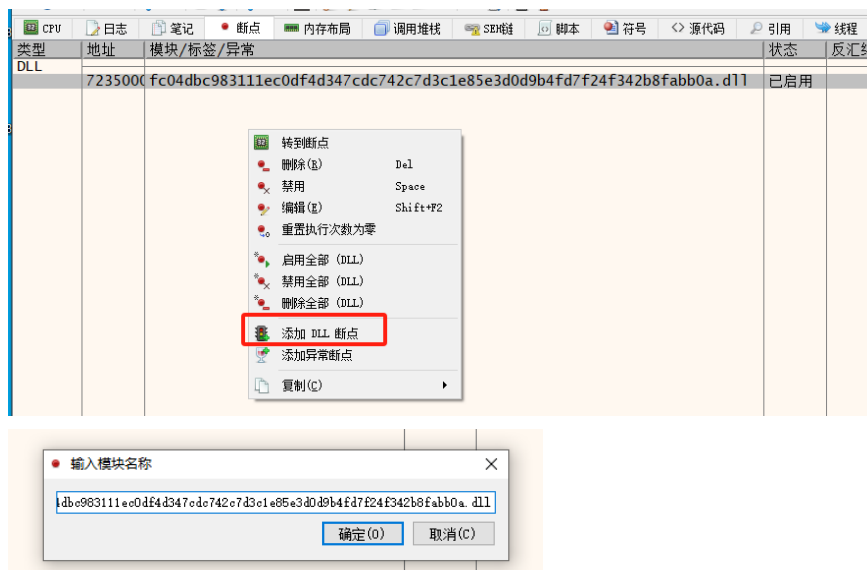 CPU 日志 笔记 断点 内存布局 调用堆栈 SEH链 脚本 符号 源代码 引用 线程
类型 地址 模块/标签/异常 状态
DLL
7235000 fc04dbc983111ec0df4d347cdc742c7d3c1e85e3d0d9b4fd7f24f342b8fabb0a.dll 已启用
转到断点
删除(R) Del
禁用 Space
编辑(E) Shift+F2
重置执行次数为零
启用全部 (DLL)
禁用全部 (DLL)
删除全部 (DLL)
添加 DLL 断点
添加异常断点
复制(C)
输入模块名称
dbc983111ec0df4d347cdc742c7d3c1e85e3d0d9b4fd7f24f342b8fabb0a.dll
确定(O) 取消(C)